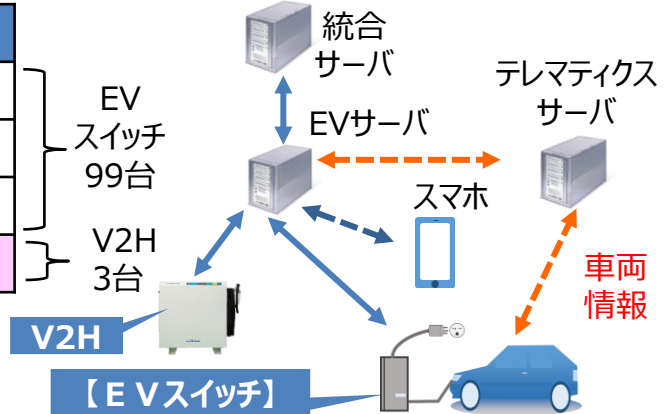 統合
サーバ
テレマティクス
サーバ
EV
スイッチ
99台
EVサーバ
スマホ
V2H
3台
車両
情報
V2H
【ＥＶスイッチ】